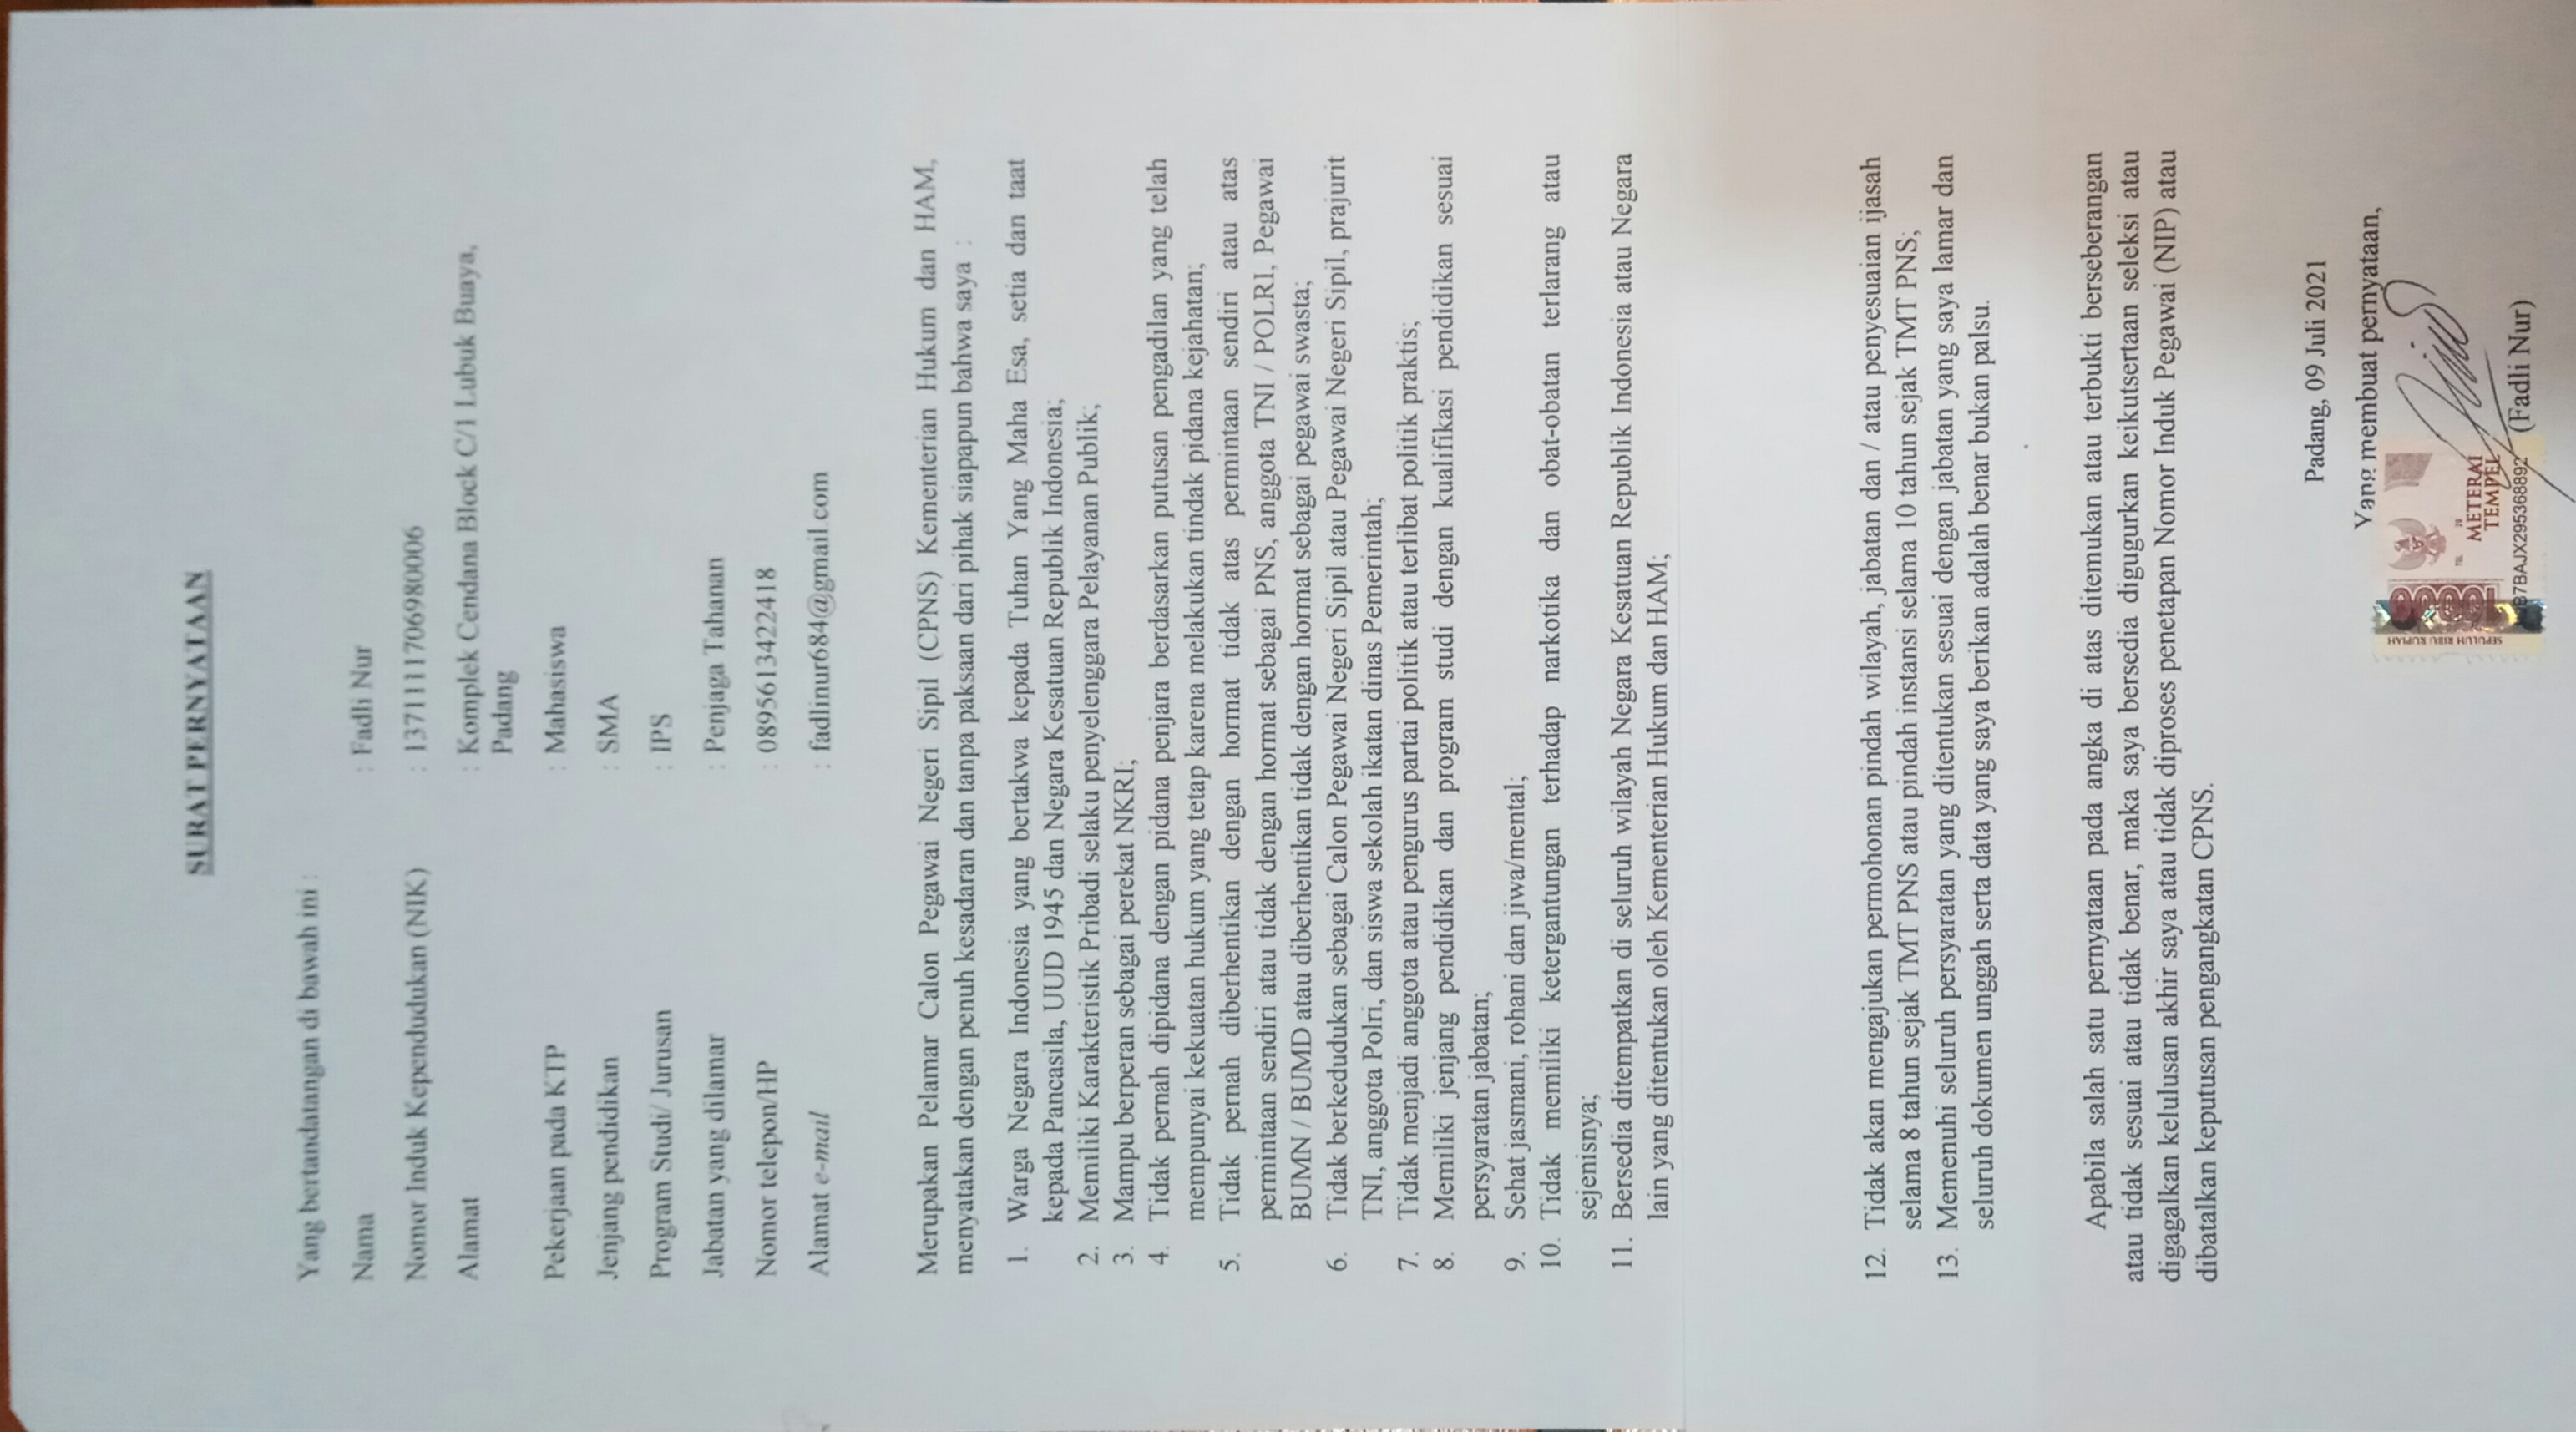 SURAT PERNYATAAN
Yang bertandatangan di bawah ini :
Nama : Fadli Nur
Nomor Induk Kependudukan (NIK) : 1371111706980006
Alamat : Komplek Cendana Block C/1 Lubuk Buaya,
Padang
Pekerjaan pada KTP : Mahasiswa
Jenjang pendidikan : SMA
Program Studi/ Jurusan : IPS
Jabatan yang dilamar : Penjaga Tahanan
Nomor telepon/HP : 0895613422418
Alamat e-mail : fadlinur684@gmail.com
Merupakan Pelamar Calon Pegawai Negeri Sipil (CPNS) Kementerian Hukum dan HAM,
menyatakan dengan penuh kesadaran dan tanpa paksaan dari pihak siapapun bahwa saya :
1. Warga Negara Indonesia yang bertakwa kepada Tuhan Yang Maha Esa, setia dan taat
kepada Pancasila, UUD 1945 dan Negara Kesatuan Republik Indonesia;
2. Memiliki Karakteristik Pribadi selaku penyelenggara Pelayanan Publik;
3. Mampu berperan sebagai perekat NKRI;
4. Tidak pernah dipidana dengan pidana penjara berdasarkan putusan pengadilan yang telah
mempunyai kekuatan hukum yang tetap karena melakukan tindak pidana kejahatan;
5. Tidak pernah diberhentikan dengan hormat tidak atas permintaan sendiri atau atas
permintaan sendiri atau tidak dengan hormat sebagai PNS, anggota TNI / POLRI, Pegawai
BUMN / BUMD atau diberhentikan tidak dengan hormat sebagai pegawai swasta;
6. Tidak berkedudukan sebagai Calon Pegawai Negeri Sipil atau Pegawai Negeri Sipil, prajurit
TNI, anggota Polri, dan siswa sekolah ikatan dinas Pemerintah;
7. Tidak menjadi anggota atau pengurus partai politik atau terlibat politik praktis;
8. Memiliki jenjang pendidikan dan program studi dengan kualifikasi pendidikan sesuai
persyaratan jabatan;
9. Sehat jasmani, rohani dan jiwa/mental;
10. Tidak memiliki ketergantungan terhadap narkotika dan obat-obatan terlarang atau
sejenisnya;
11. Bersedia ditempatkan di seluruh wilayah Negara Kesatuan Republik Indonesia atau Negara
lain yang ditentukan oleh Kementerian Hukum dan HAM;
12. Tidak akan mengajukan permohonan pindah wilayah, jabatan dan / atau penyesuaian ijasah
selama 8 tahun sejak TMT PNS atau pindah instansi selama 10 tahun sejak TMT PNS;
13. Memenuhi seluruh persyaratan yang ditentukan sesuai dengan jabatan yang saya lamar dan
seluruh dokumen unggah serta data yang saya berikan adalah benar bukan palsu.
Apabila salah satu pernyataan pada angka di atas ditemukan atau terbukti berseberangan
atau tidak sesuai atau tidak benar, maka saya bersedia digugurkan keikutsertaan seleksi atau
digagalkan kelulusan akhir saya atau tidak diproses penetapan Nomor Induk Pegawai (NIP) atau
dibatalkan keputusan pengangkatan CPNS.
Padang, 09 Juli 2021
Yang membuat pernyataan,
SEPULUH RIBU RUPIAH
METERAI
TEMPEL
B7BAJX295368892
(Fadli Nur)